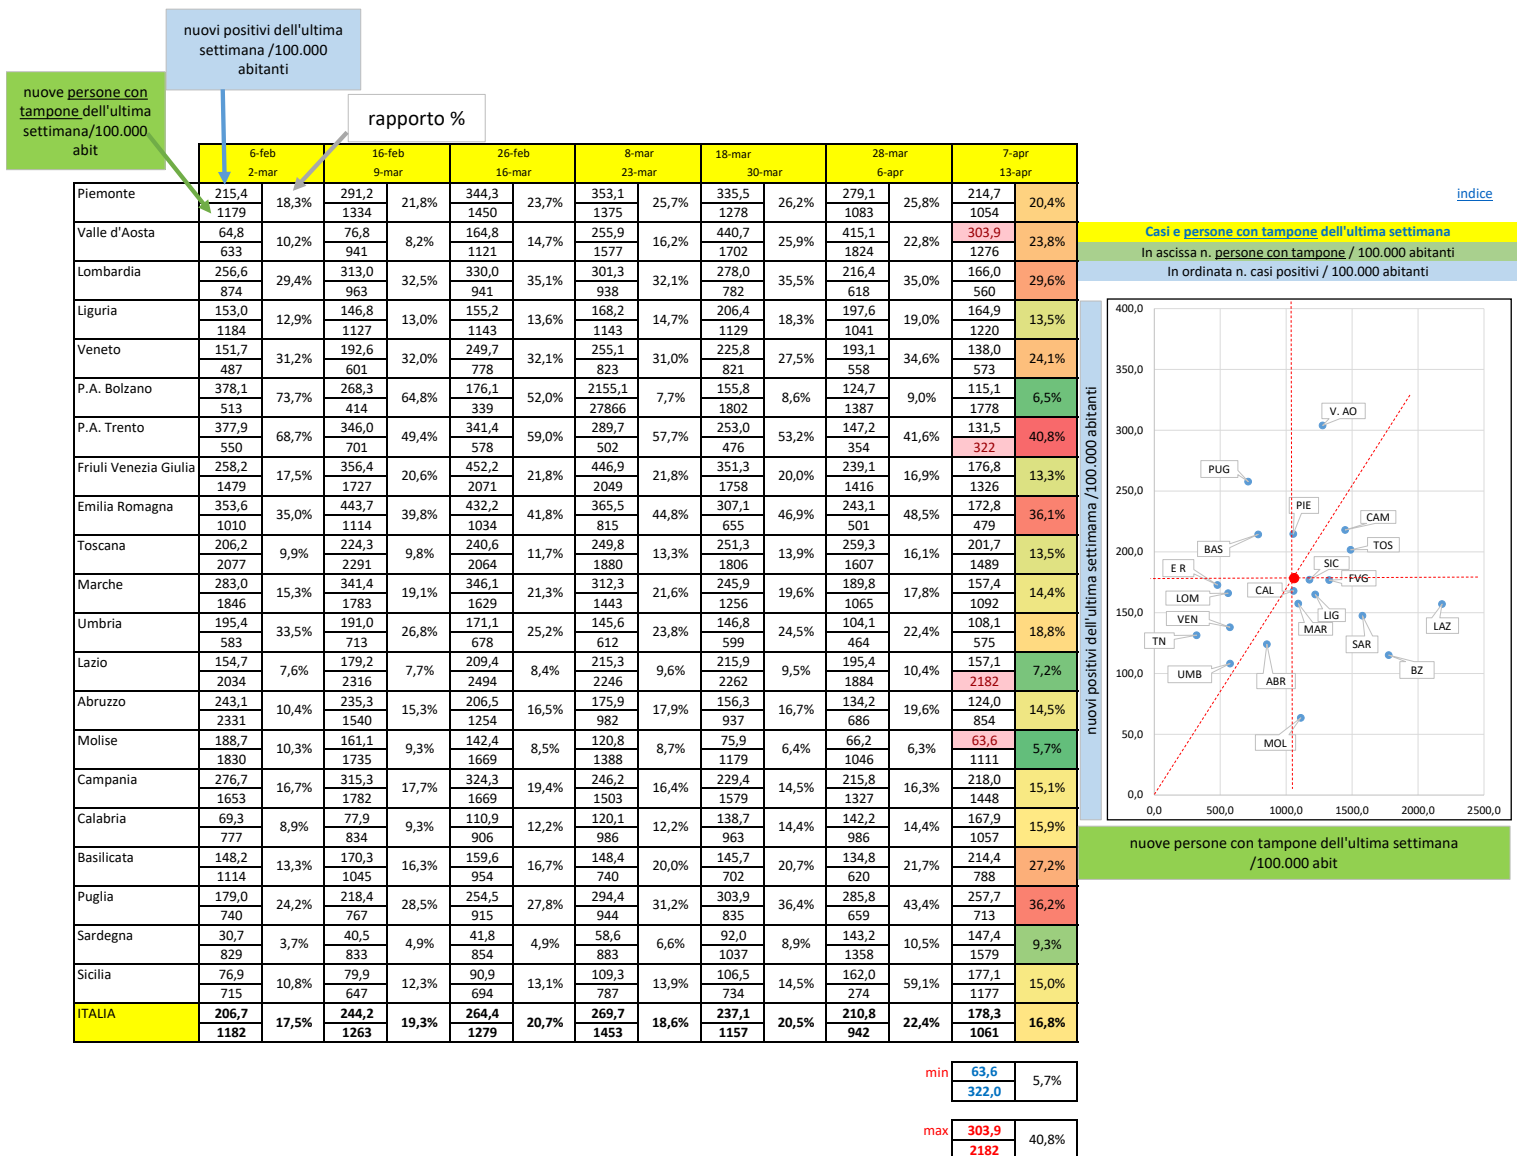 nuovi positivi dell'ultima
settimana /100.000
abitanti
nuove persone con
tampone dell'ultima
settimana/100.000
abit
rapporto %
6-feb 16-feb 26-feb 8-mar 18-mar 28-mar 7-apr
2-mar 9-mar 16-mar 23-mar 30-mar 6-apr 13-apr
Piemonte 215,4 18,3% 291,2 21,8% 344,3 23,7% 353,1 25,7% 335,5 26,2% 279,1 25,8% 214,7 20,4%
1179 1334 1450 1375 1278 1083 1054
Valle d'Aosta 64,8 10,2% 76,8 8,2% 164,8 14,7% 255,9 16,2% 440,7 25,9% 415,1 22,8% 303,9 23,8%
633 941 1121 1577 1702 1824 1276
Lombardia 256,6 29,4% 313,0 32,5% 330,0 35,1% 301,3 32,1% 278,0 35,5% 216,4 35,0% 166,0 29,6%
874 963 941 938 782 618 560
Liguria 153,0 12,9% 146,8 13,0% 155,2 13,6% 168,2 14,7% 206,4 18,3% 197,6 19,0% 164,9 13,5%
1184 1127 1143 1143 1129 1041 1220
Veneto 151,7 31,2% 192,6 32,0% 249,7 32,1% 255,1 31,0% 225,8 27,5% 193,1 34,6% 138,0 24,1%
487 601 778 823 821 558 573
P.A. Bolzano 378,1 73,7% 268,3 64,8% 176,1 52,0% 2155,1 7,7% 155,8 8,6% 124,7 9,0% 115,1 6,5%
513 414 339 27866 1802 1387 1778
P.A. Trento 377,9 68,7% 346,0 49,4% 341,4 59,0% 289,7 57,7% 253,0 53,2% 147,2 41,6% 131,5 40,8%
550 701 578 502 476 354 322
Friuli Venezia Giulia 258,2 17,5% 356,4 20,6% 452,2 21,8% 446,9 21,8% 351,3 20,0% 239,1 16,9% 176,8 13,3%
1479 1727 2071 2049 1758 1416 1326
Emilia Romagna 353,6 35,0% 443,7 39,8% 432,2 41,8% 365,5 44,8% 307,1 46,9% 243,1 48,5% 172,8 36,1%
1010 1114 1034 815 655 501 479
Toscana 206,2 9,9% 224,3 9,8% 240,6 11,7% 249,8 13,3% 251,3 13,9% 259,3 16,1% 201,7 13,5%
2077 2291 2064 1880 1806 1607 1489
Marche 283,0 15,3% 341,4 19,1% 346,1 21,3% 312,3 21,6% 245,9 19,6% 189,8 17,8% 157,4 14,4%
1846 1783 1629 1443 1256 1065 1092
Umbria 195,4 33,5% 191,0 26,8% 171,1 25,2% 145,6 23,8% 146,8 24,5% 104,1 22,4% 108,1 18,8%
583 713 678 612 599 464 575
Lazio 154,7 7,6% 179,2 7,7% 209,4 8,4% 215,3 9,6% 215,9 9,5% 195,4 10,4% 157,1 7,2%
2034 2316 2494 2246 2262 1884 2182
Abruzzo 243,1 10,4% 235,3 15,3% 206,5 16,5% 175,9 17,9% 156,3 16,7% 134,2 19,6% 124,0 14,5%
2331 1540 1254 982 937 686 854
Molise 188,7 10,3% 161,1 9,3% 142,4 8,5% 120,8 8,7% 75,9 6,4% 66,2 6,3% 63,6 5,7%
1830 1735 1669 1388 1179 1046 1111
Campania 276,7 16,7% 315,3 17,7% 324,3 19,4% 246,2 16,4% 229,4 14,5% 215,8 16,3% 218,0 15,1%
1653 1782 1669 1503 1579 1327 1448
Calabria 69,3 8,9% 77,9 9,3% 110,9 12,2% 120,1 12,2% 138,7 14,4% 142,2 14,4% 167,9 15,9%
777 834 906 986 963 986 1057
Basilicata 148,2 13,3% 170,3 16,3% 159,6 16,7% 148,4 20,0% 145,7 20,7% 134,8 21,7% 214,4 27,2%
1114 1045 954 740 702 620 788
Puglia 179,0 24,2% 218,4 28,5% 254,5 27,8% 294,4 31,2% 303,9 36,4% 285,8 43,4% 257,7 36,2%
740 767 915 944 835 659 713
Sardegna 30,7 3,7% 40,5 4,9% 41,8 4,9% 58,6 6,6% 92,0 8,9% 143,2 10,5% 147,4 9,3%
829 833 854 883 1037 1358 1579
Sicilia 76,9 10,8% 79,9 12,3% 90,9 13,1% 109,3 13,9% 106,5 14,5% 162,0 59,1% 177,1 15,0%
715 647 694 787 734 274 1177
ITALIA 206,7 17,5% 244,2 19,3% 264,4 20,7% 269,7 18,6% 237,1 20,5% 210,8 22,4% 178,3 16,8%
1182 1263 1279 1453 1157 942 1061
min 63,6 5,7%
322,0
max 303,9 40,8%
2182
indice
Casi e persone con tampone dell'ultima settimana
In ascissa n. persone con tampone / 100.000 abitanti
In ordinata n. casi positivi / 100.000 abitanti
nuovi positivi dell'ultima settimama /100.000 abitanti
400,0
350,0
300,0
250,0
200,0
150,0
100,0
50,0
0,0
V. AO
PUG
PIE
CAM
BAS
TOS
E R
SIC
FVG
LOM
CAL
VEN
MAR
LIG
LAZ
TN
SAR
UMB
ABR
BZ
MOL
0,0 500,0 1000,0 1500,0 2000,0 2500,0
nuove persone con tampone dell'ultima settimana
/100.000 abit